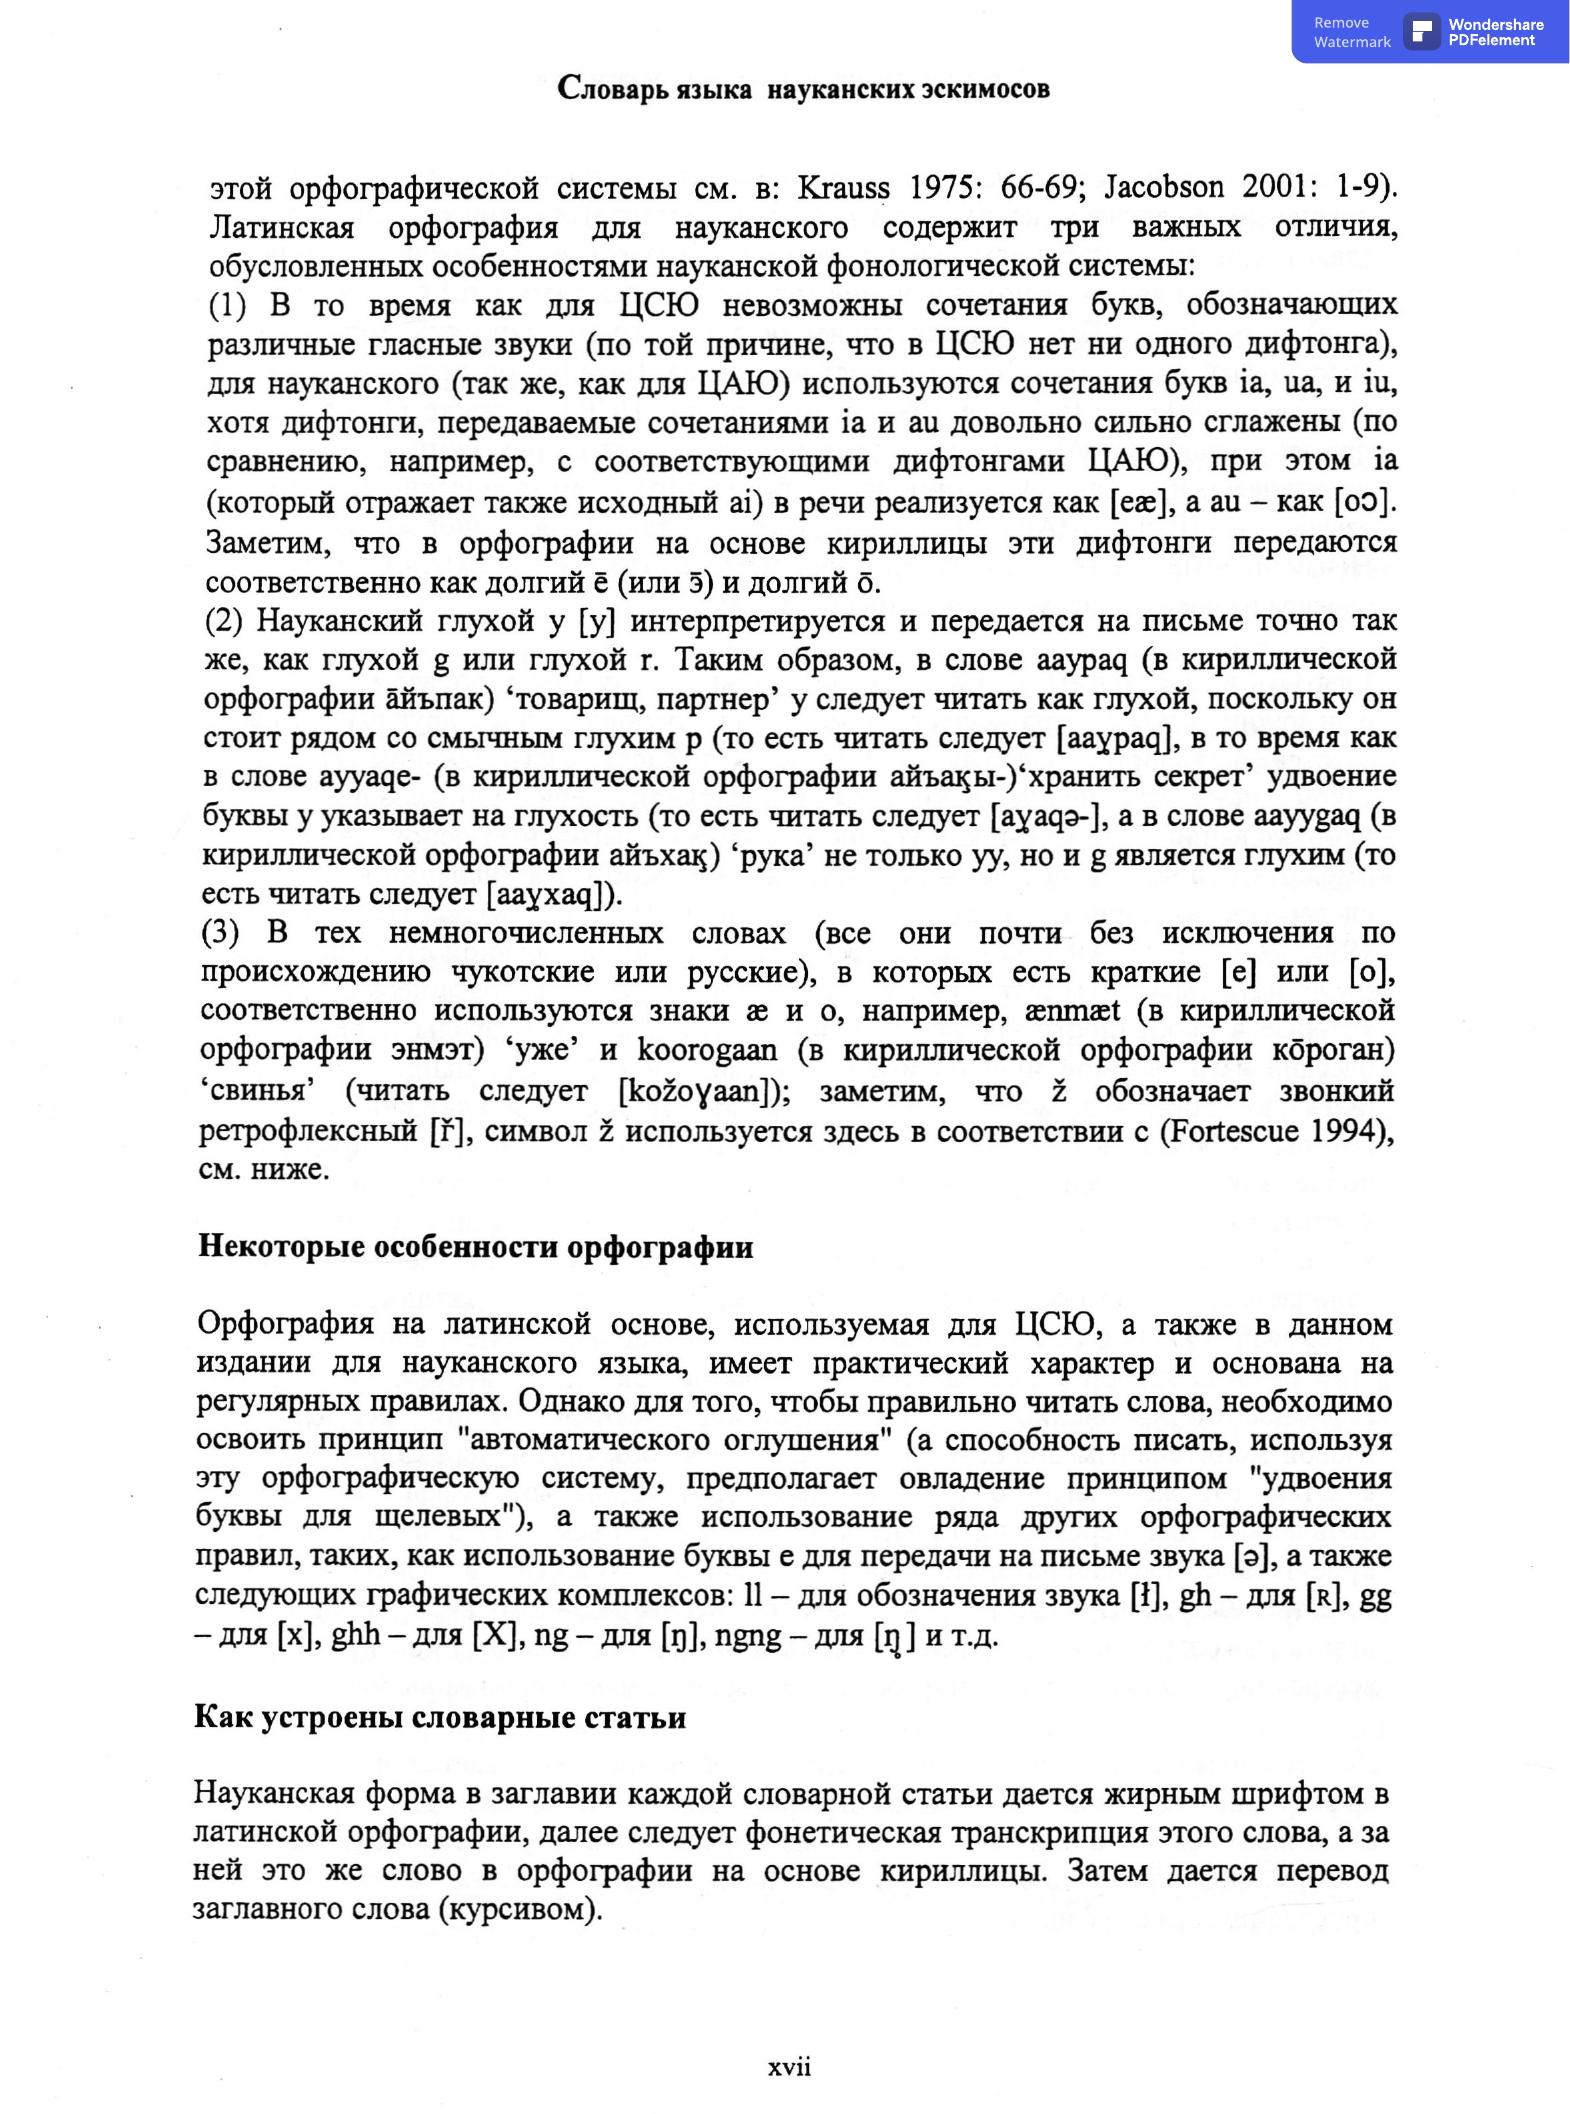 Remove
Watermark
Wondershare
PDFelement
Словарь языка науканских эскимосов
этой орфографической системы см. в: Krauss 1975: 66-69; Jacobson 2001: 1-9).
Латинская орфография для науканского содержит три важных отличия,
обусловленных особенностями науканской фонологической системы:
(1) В то время как для ЦСЮ невозможны сочетания букв, обозначающих
различные гласные звуки (по той причине, что в ЦСЮ нет ни одного дифтонга),
для науканского (так же, как для ЦАЮ) используются сочетания букв ia, ua, и iu,
хотя дифтонги, передаваемые сочетаниями ia и au довольно сильно сглажены (по
сравнению, например, с соответствующими дифтонгами ЦАЮ), при этом ia
(который отражает также исходный ai) в речи реализуется как [eæ], а au – как [oɔ].
Заметим, что в орфографии на основе кириллицы эти дифтонги передаются
соответственно как долгий ē (или э̄) и долгий ō.
(2) Науканский глухой y [y] интерпретируется и передается на письме точно так
же, как глухой g или глухой r. Таким образом, в слове aaypaq (в кириллической
орфографии āйъпак) ‘товарищ, партнер’ y следует читать как глухой, поскольку он
стоит рядом со смычным глухим p (то есть читать следует [aay̌paq], в то время как
в слове ayyaqe- (в кириллической орфографии айъаӄы-)‘хранить секрет’ удвоение
буквы y указывает на глухость (то есть читать следует [ay̌aqə-], а в слове aayygaq (в
кириллической орфографии айъхаӄ) ‘рука’ не только yy, но и g является глухим (то
есть читать следует [aay̌xaq]).
(3) В тех немногочисленных словах (все они почти без исключения по
происхождению чукотские или русские), в которых есть краткие [e] или [o],
соответственно используются знаки æ и o, например, ænmæt (в кириллической
орфографии энмэт) ‘уже’ и koorogaan (в кириллической орфографии кōроган)
‘свинья’ (читать следует [kožoɣaan]); заметим, что ž обозначает звонкий
ретрофлексный [ř], символ ž используется здесь в соответствии с (Fortescue 1994),
см. ниже.
Некоторые особенности орфографии
Орфография на латинской основе, используемая для ЦСЮ, а также в данном
издании для науканского языка, имеет практический характер и основана на
регулярных правилах. Однако для того, чтобы правильно читать слова, необходимо
освоить принцип "автоматического оглушения" (а способность писать, используя
эту орфографическую систему, предполагает овладение принципом "удвоения
буквы для щелевых"), а также использование ряда других орфографических
правил, таких, как использование буквы e для передачи на письме звука [ə], а также
следующих графических комплексов: ll – для обозначения звука [ł], gh – для [ʀ], gg
– для [x], ghh – для [X], ng – для [ŋ], ngng – для [ŋ̥] и т.д.
Как устроены словарные статьи
Науканская форма в заглавии каждой словарной статьи дается жирным шрифтом в
латинской орфографии, далее следует фонетическая транскрипция этого слова, а за
ней это же слово в орфографии на основе кириллицы. Затем дается перевод
заглавного слова (курсивом).
xvii